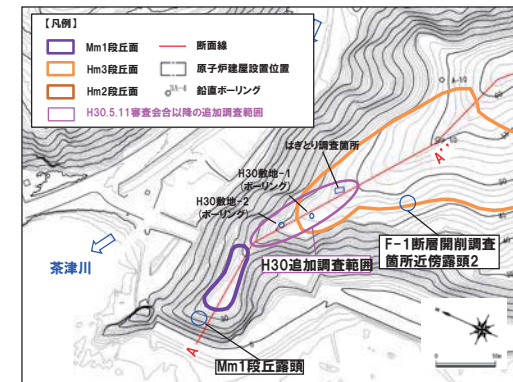 【凡例】
Mm1段丘面
断面線
Hm3段丘面
原子炉建屋設置位置
Hm2段丘面
鉛直ボーリング
H30.5.11審査会合以降の追加調査範囲
A-10
はぎとり調査箇所
H30敷地-1
(ボーリング)
H30敷地-2
(ボーリング)
A''
F-1断層開削調査
箇所近傍露頭2
H30追加調査範囲
茶津川
A
Mm1段丘露頭
0
50m